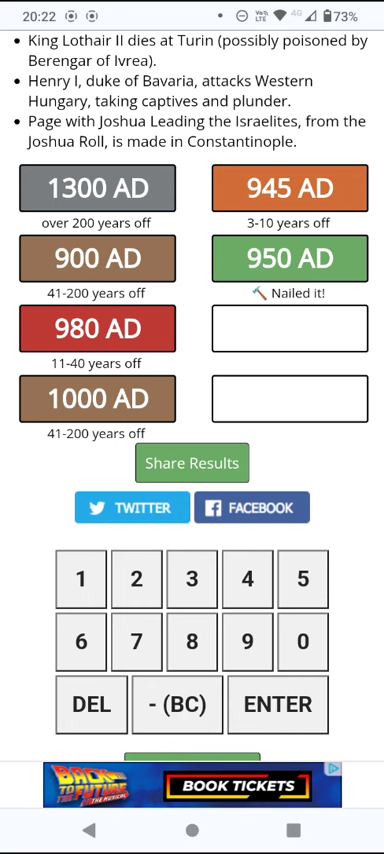 20:22
4G
73%
• King Lothair II dies at Turin (possibly poisoned by
Berengar of Ivrea).
• Henry I, duke of Bavaria, attacks Western
Hungary, taking captives and plunder.
• Page with Joshua Leading the Israelites, from the
Joshua Roll, is made in Constantinople.
1300 AD
over 200 years off
945 AD
3-10 years off
900 AD
41-200 years off
950 AD
Nailed it!
980 AD
11-40 years off
1000 AD
41-200 years off
Share Results
TWITTER
FACEBOOK
1 2 3 4 5
6 7 8 9 0
DEL - (BC) ENTER
BACK
TO THE
FUTURE
THE MUSICAL
BOOK TICKETS